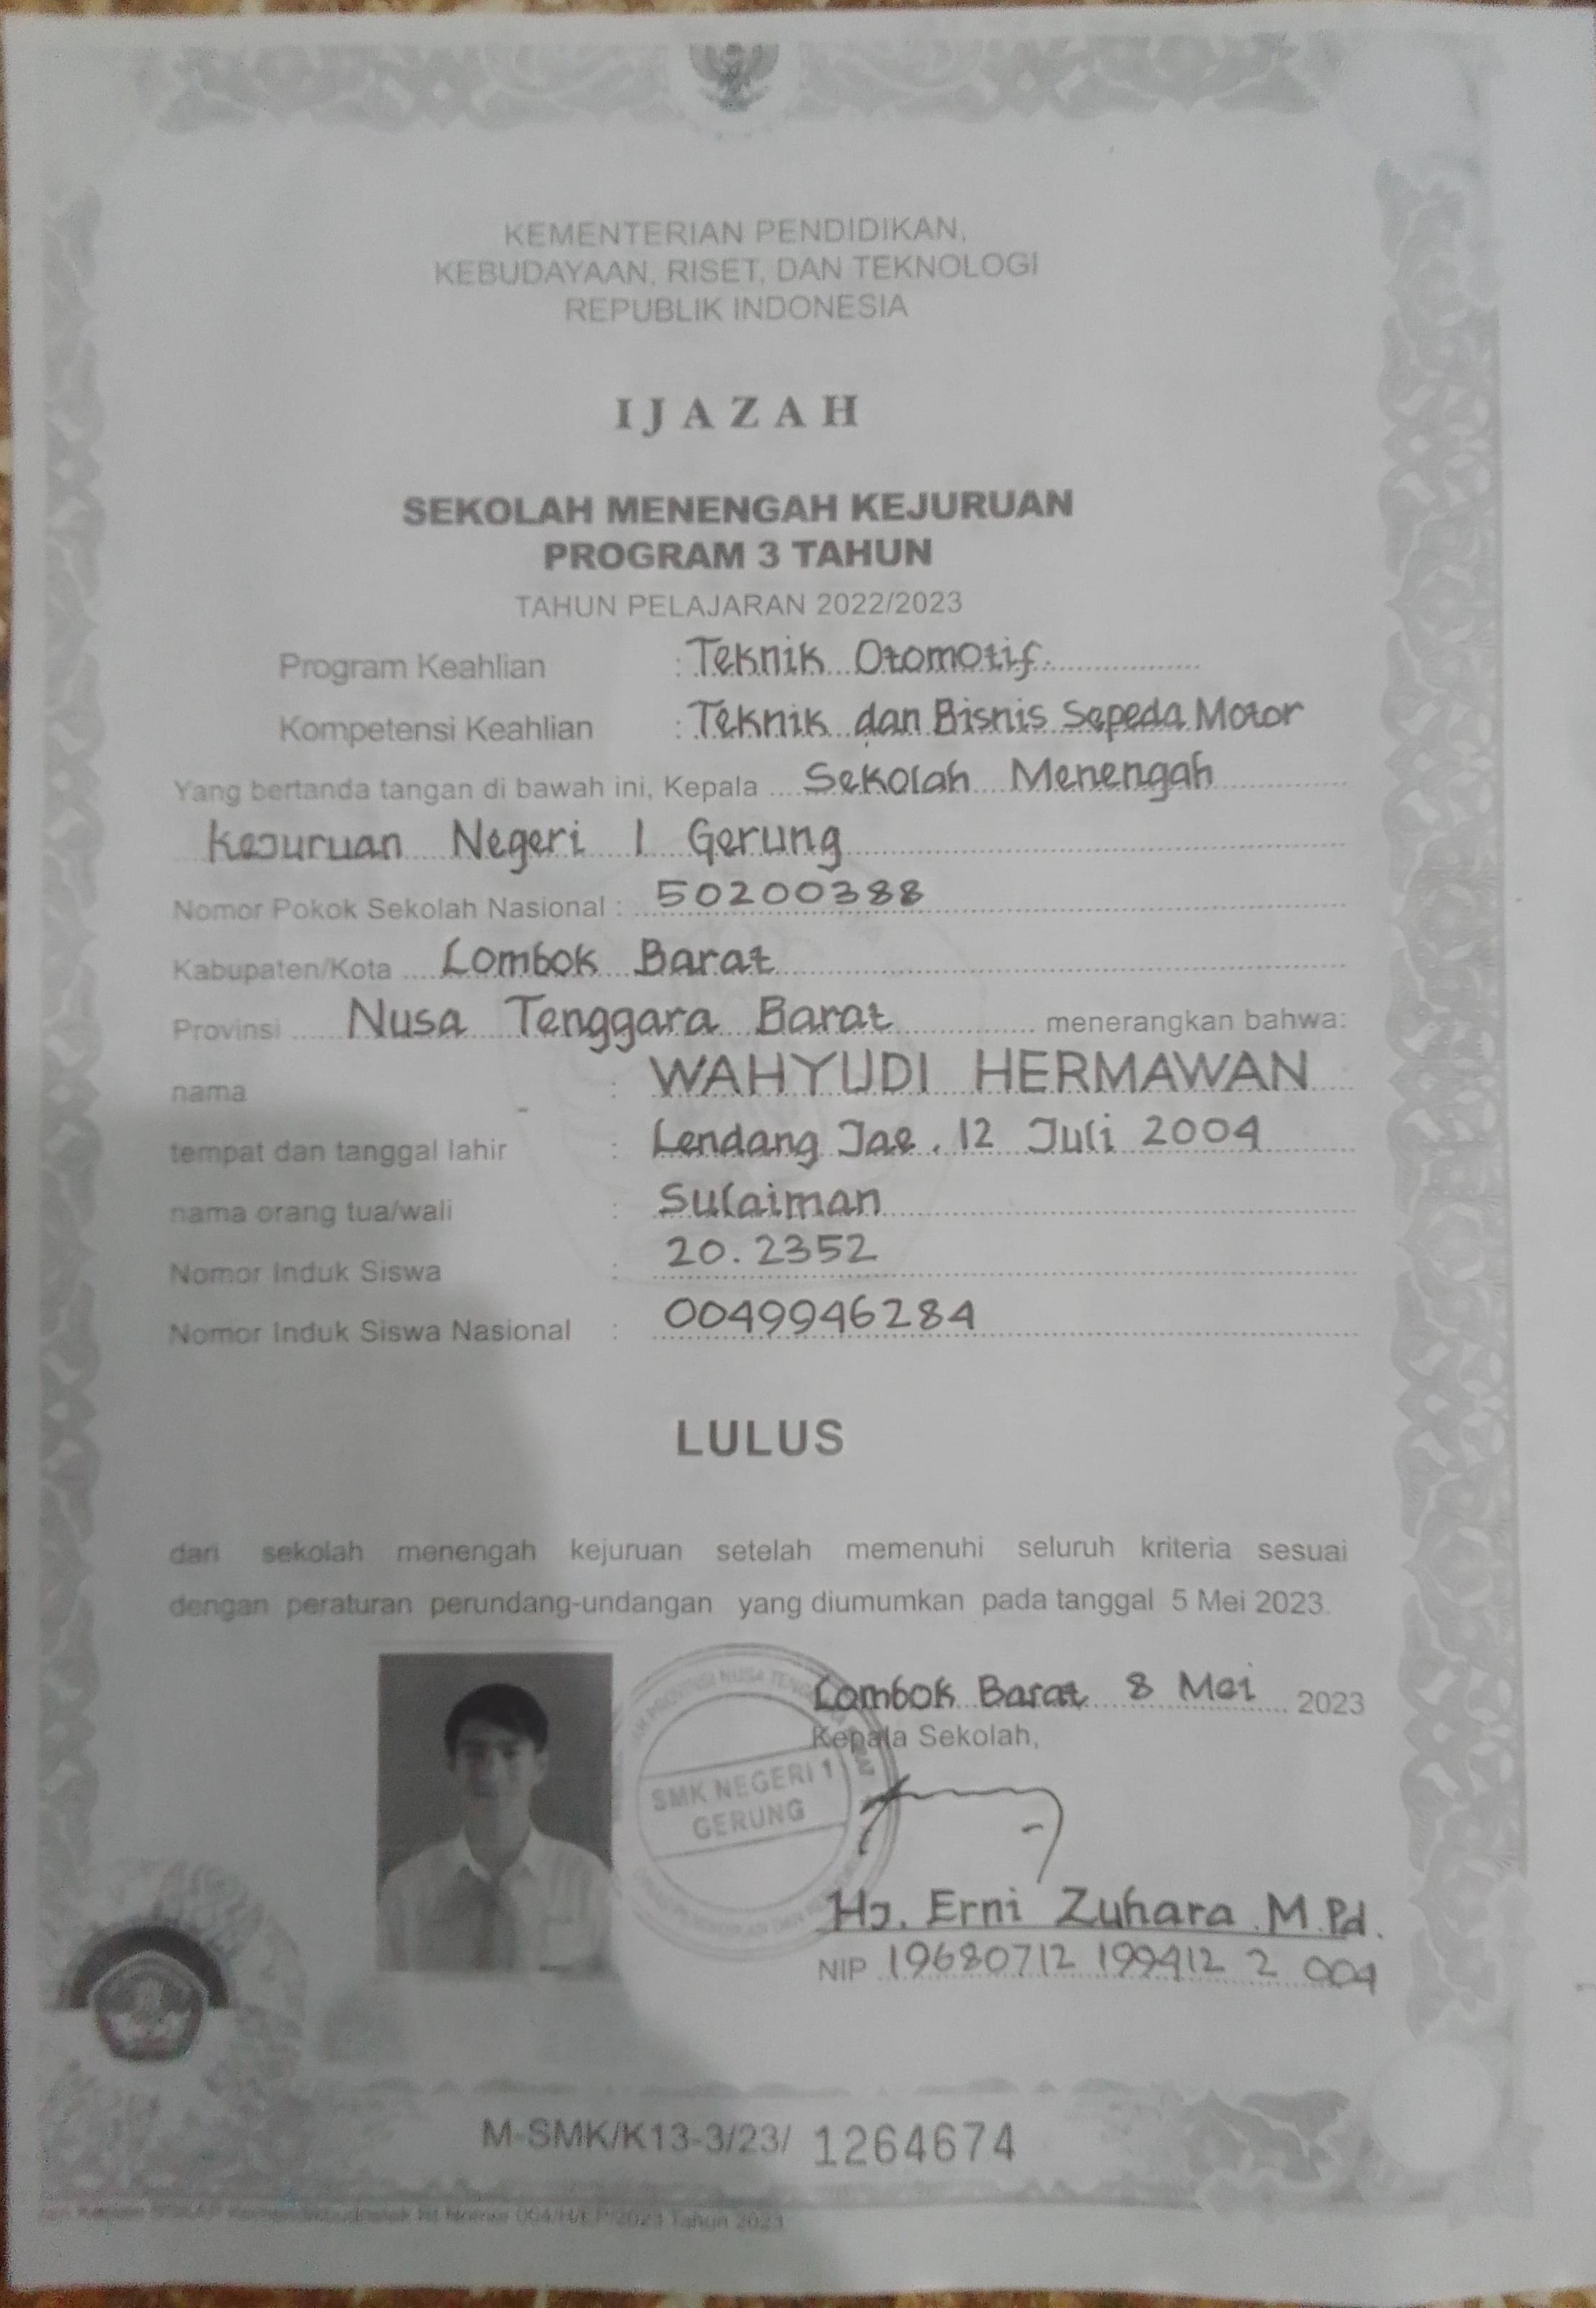 KEMENTERIAN PENDIDIKAN,
KEBUDAYAAN, RISET, DAN TEKNOLOGI
REPUBLIK INDONESIA
IJAZAH
SEKOLAH MENENGAH KEJURUAN
PROGRAM 3 TAHUN
TAHUN PELAJARAN 2022/2023
Program Keahlian : Teknik Otomotif
Kompetensi Keahlian : Teknik dan Bisnis Sepeda Motor
Yang bertanda tangan di bawah ini, Kepala Sekolah Menengah
Kejuruan Negeri 1 Gerung
Nomor Pokok Sekolah Nasional : 50200388
Kabupaten/Kota Lombok Barat
Provinsi Nusa Tenggara Barat menerangkan bahwa:
nama : WAHYUDI HERMAWAN
tempat dan tanggal lahir : Lendang Jae, 12 Juli 2004
nama orang tua/wali : Sulaiman
Nomor Induk Siswa : 20.2352
Nomor Induk Siswa Nasional : 0049946284
LULUS
dari sekolah menengah kejuruan setelah memenuhi seluruh kriteria sesuai
dengan peraturan perundang-undangan yang diumumkan pada tanggal 5 Mei 2023.
Lombok Barat 8 Mei 2023
Kepala Sekolah,
SMK NEGERI 1
GERUNG
Hj. Erni Zuhara M.Pd.
NIP 19680712 199412 2 004
M-SMK/K13-3/23/ 1264674
Nomor 004/H/EP/2023 Tahun 2023